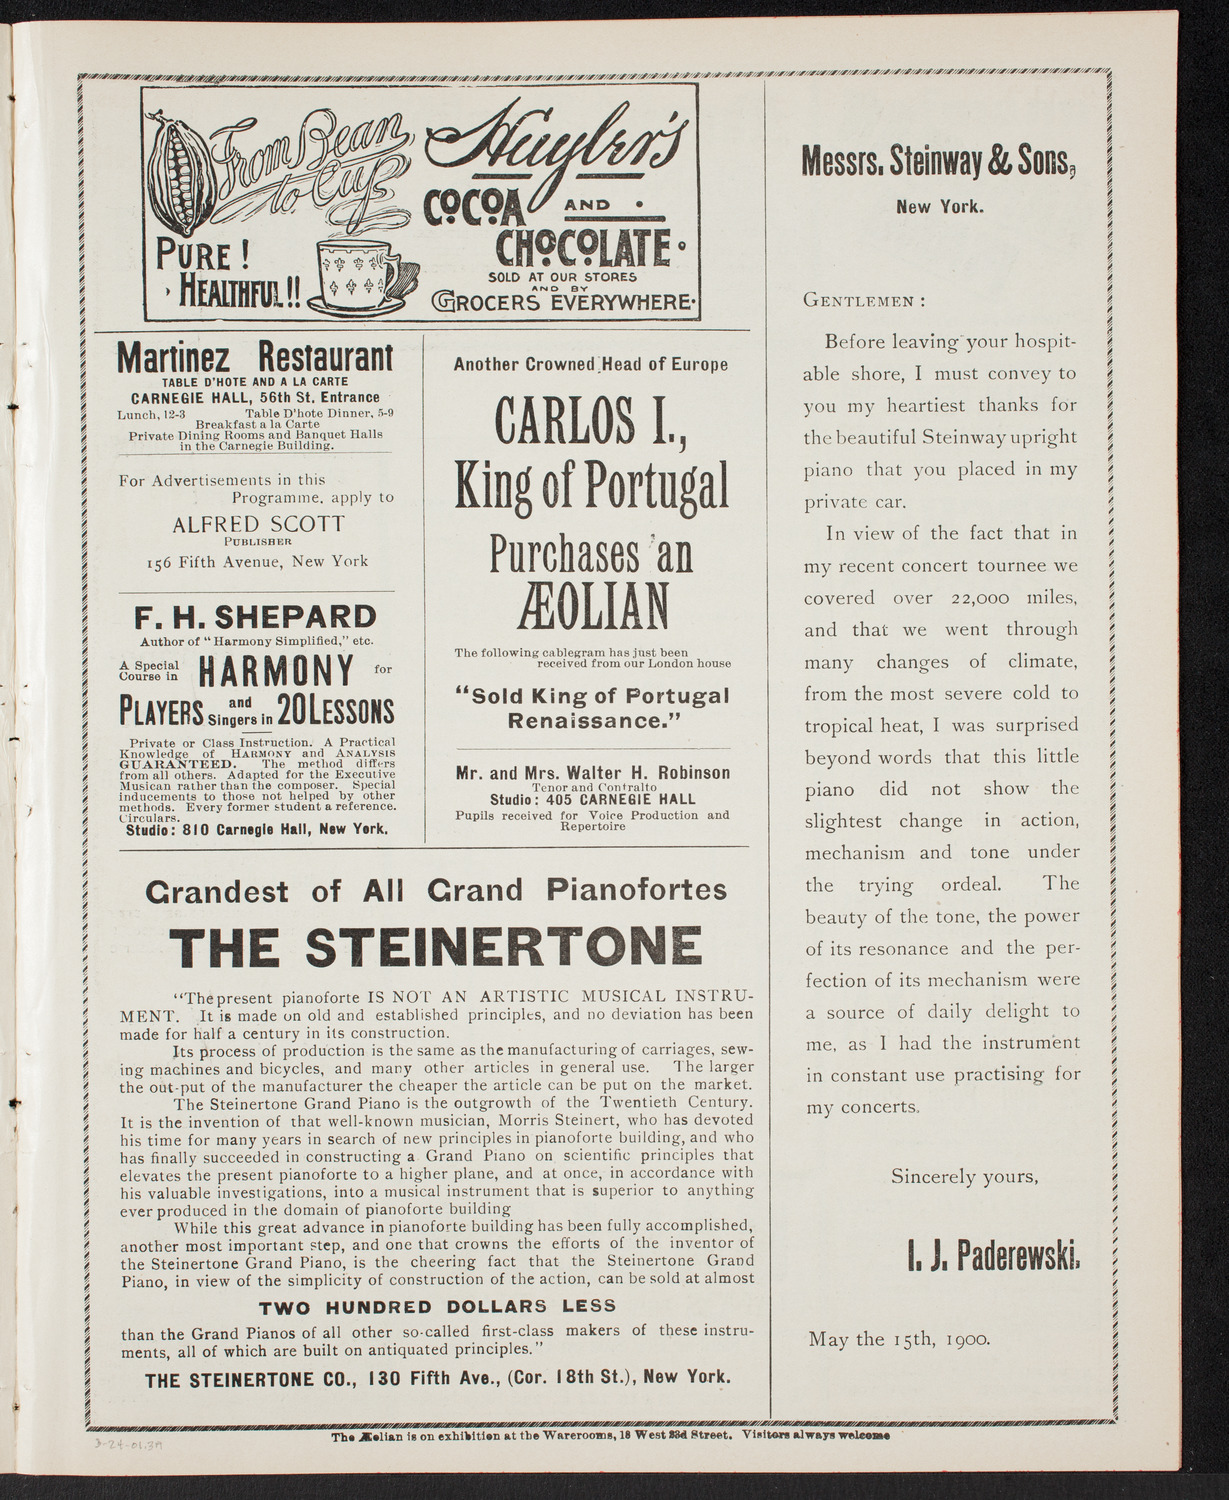 From Bean
to Cup
PURE!
HEALTHFUL!!
Huyler's
COCOA AND
CHOCOLATE
SOLD AT OUR STORES
AND BY
GROCERS EVERYWHERE
Martinez Restaurant
TABLE D'HOTE AND A LA CARTE
CARNEGIE HALL, 56th St. Entrance
Lunch, 12-3 Table D'hote Dinner, 5-9
Breakfast a la Carte
Private Dining Rooms and Banquet Halls
in the Carnegie Building.
For Advertisements in this
Programme, apply to
ALFRED SCOTT
PUBLISHER
156 Fifth Avenue, New York
F. H. SHEPARD
Author of "Harmony Simplified," etc.
A Special
Course in HARMONY for
PLAYERS and
Singers in 20 LESSONS
Private or Class Instruction. A Practical
Knowledge of HARMONY and ANALYSIS
GUARANTEED. The method differs
from all others. Adapted for the Executive
Musican rather than the composer. Special
inducements to those not helped by other
methods. Every former student a reference.
Circulars.
Studio: 810 Carnegie Hall, New York.
Another Crowned Head of Europe
CARLOS I.,
King of Portugal
Purchases an
ÆOLIAN
The following cablegram has just been
received from our London house
"Sold King of Portugal
Renaissance."
Mr. and Mrs. Walter H. Robinson
Tenor and Contralto
Studio: 405 CARNEGIE HALL
Pupils received for Voice Production and
Repertoire
Grandest of All Grand Pianofortes
THE STEINERTONE
"The present pianoforte IS NOT AN ARTISTIC MUSICAL INSTRU-
MENT. It is made on old and established principles, and no deviation has been
made for half a century in its construction.
Its process of production is the same as the manufacturing of carriages, sew-
ing machines and bicycles, and many other articles in general use. The larger
the out-put of the manufacturer the cheaper the article can be put on the market.
The Steinertone Grand Piano is the outgrowth of the Twentieth Century.
It is the invention of that well-known musician, Morris Steinert, who has devoted
his time for many years in search of new principles in pianoforte building, and who
has finally succeeded in constructing a Grand Piano on scientific principles that
elevates the present pianoforte to a higher plane, and at once, in accordance with
his valuable investigations, into a musical instrument that is superior to anything
ever produced in the domain of pianoforte building
While this great advance in pianoforte building has been fully accomplished,
another most important step, and one that crowns the efforts of the inventor of
the Steinertone Grand Piano, is the cheering fact that the Steinertone Grand
Piano, in view of the simplicity of construction of the action, can be sold at almost
TWO HUNDRED DOLLARS LESS
than the Grand Pianos of all other so-called first-class makers of these instru-
ments, all of which are built on antiquated principles."
THE STEINERTONE CO., 130 Fifth Ave., (Cor. 18th St.), New York.
Messrs. Steinway & Sons,
New York.
GENTLEMEN:
Before leaving your hospit-
able shore, I must convey to
you my heartiest thanks for
the beautiful Steinway upright
piano that you placed in my
private car.
In view of the fact that in
my recent concert tournee we
covered over 22,000 miles,
and that we went through
many changes of climate,
from the most severe cold to
tropical heat, I was surprised
beyond words that this little
piano did not show the
slightest change in action,
mechanism and tone under
the trying ordeal. The
beauty of the tone, the power
of its resonance and the per-
fection of its mechanism were
a source of daily delight to
me, as I had the instrument
in constant use practising for
my concerts.
Sincerely yours,
I. J. Paderewski.
May the 15th, 1900.
The Æolian is on exhibition at the Warerooms, 18 West 23d Street. Visitors always welcome
3-24-01.3A